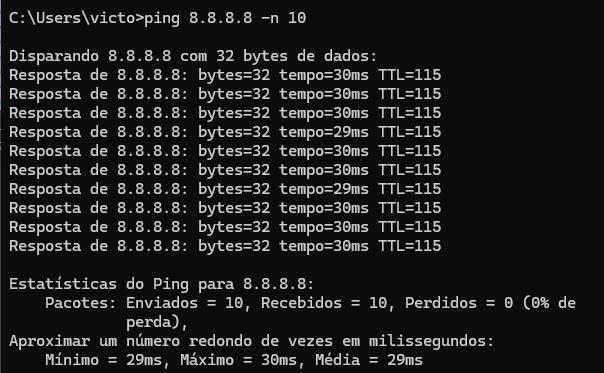 C:\Users\victo>ping 8.8.8.8 -n 10
Disparando 8.8.8.8 com 32 bytes de dados:
Resposta de 8.8.8.8: bytes=32 tempo=30ms TTL=115
Resposta de 8.8.8.8: bytes=32 tempo=30ms TTL=115
Resposta de 8.8.8.8: bytes=32 tempo=30ms TTL=115
Resposta de 8.8.8.8: bytes=32 tempo=29ms TTL=115
Resposta de 8.8.8.8: bytes=32 tempo=30ms TTL=115
Resposta de 8.8.8.8: bytes=32 tempo=30ms TTL=115
Resposta de 8.8.8.8: bytes=32 tempo=29ms TTL=115
Resposta de 8.8.8.8: bytes=32 tempo=30ms TTL=115
Resposta de 8.8.8.8: bytes=32 tempo=30ms TTL=115
Resposta de 8.8.8.8: bytes=32 tempo=30ms TTL=115
Estatísticas do Ping para 8.8.8.8:
Pacotes: Enviados = 10, Recebidos = 10, Perdidos = 0 (0% de
perda),
Aproximar um número redondo de vezes em milissegundos:
Mínimo = 29ms, Máximo = 30ms, Média = 29ms